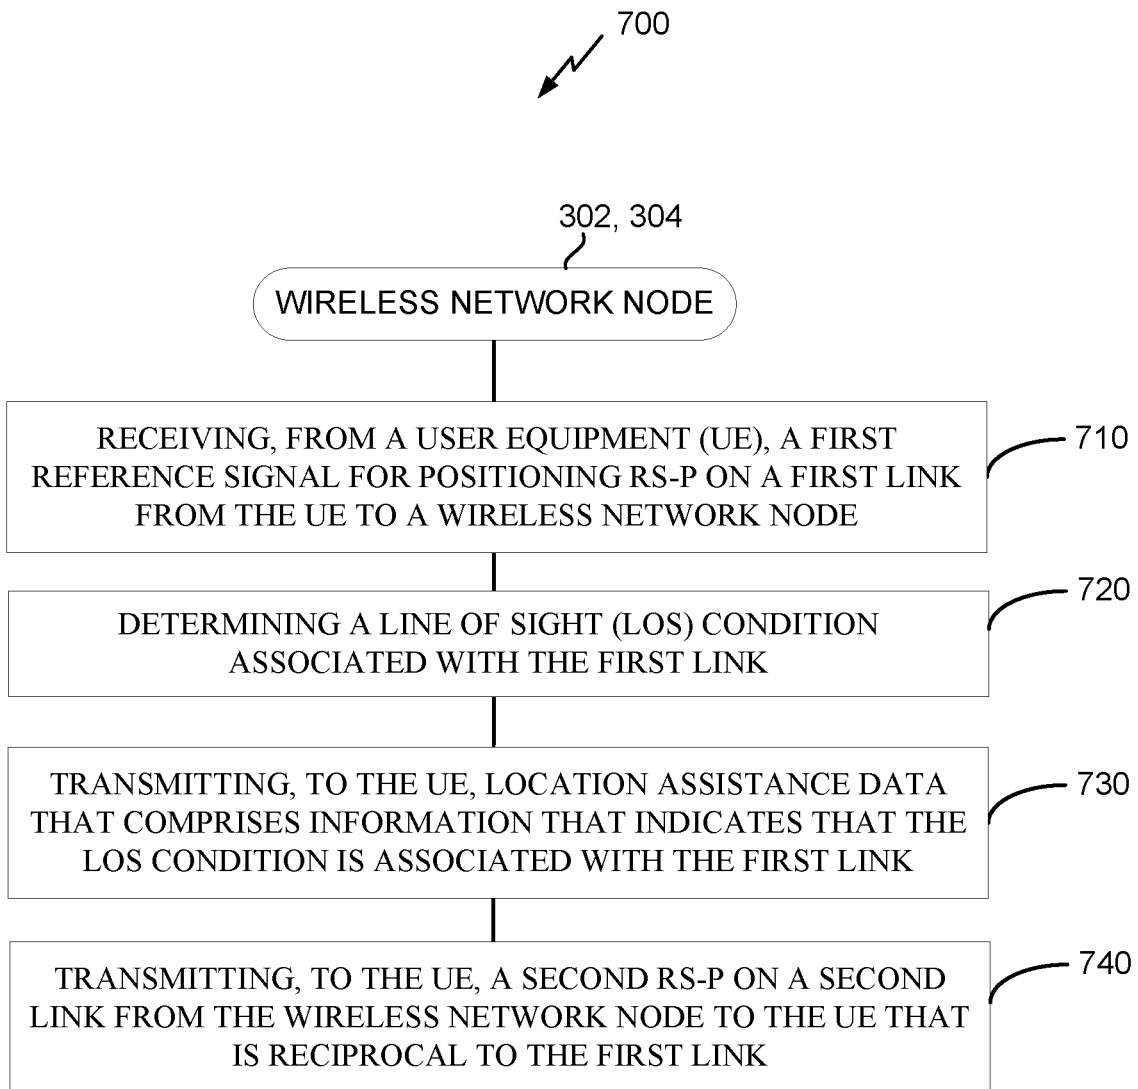 700
302, 304
WIRELESS NETWORK NODE
RECEIVING, FROM A USER EQUIPMENT (UE), A FIRST
REFERENCE SIGNAL FOR POSITIONING RS-P ON A FIRST LINK
FROM THE UE TO A WIRELESS NETWORK NODE
710
DETERMINING A LINE OF SIGHT (LOS) CONDITION
ASSOCIATED WITH THE FIRST LINK
720
TRANSMITTING, TO THE UE, LOCATION ASSISTANCE DATA
THAT COMPRISES INFORMATION THAT INDICATES THAT THE
LOS CONDITION IS ASSOCIATED WITH THE FIRST LINK
730
TRANSMITTING, TO THE UE, A SECOND RS-P ON A SECOND
LINK FROM THE WIRELESS NETWORK NODE TO THE UE THAT
IS RECIPROCAL TO THE FIRST LINK
740